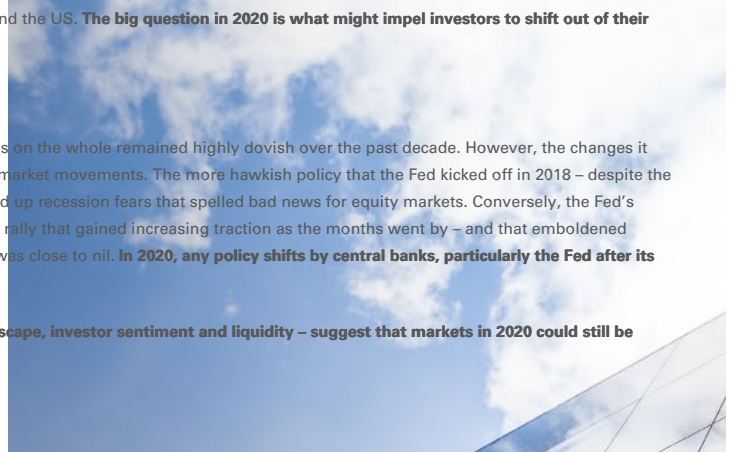 nd the US. The big question in 2020 is what might impel investors to shift out of their
s on the whole remained highly dovish over the past decade. However, the changes it
market movements. The more hawkish policy that the Fed kicked off in 2018 – despite the
d up recession fears that spelled bad news for equity markets. Conversely, the Fed’s
rally that gained increasing traction as the months went by – and that emboldened
was close to nil. In 2020, any policy shifts by central banks, particularly the Fed after its
scape, investor sentiment and liquidity – suggest that markets in 2020 could still be